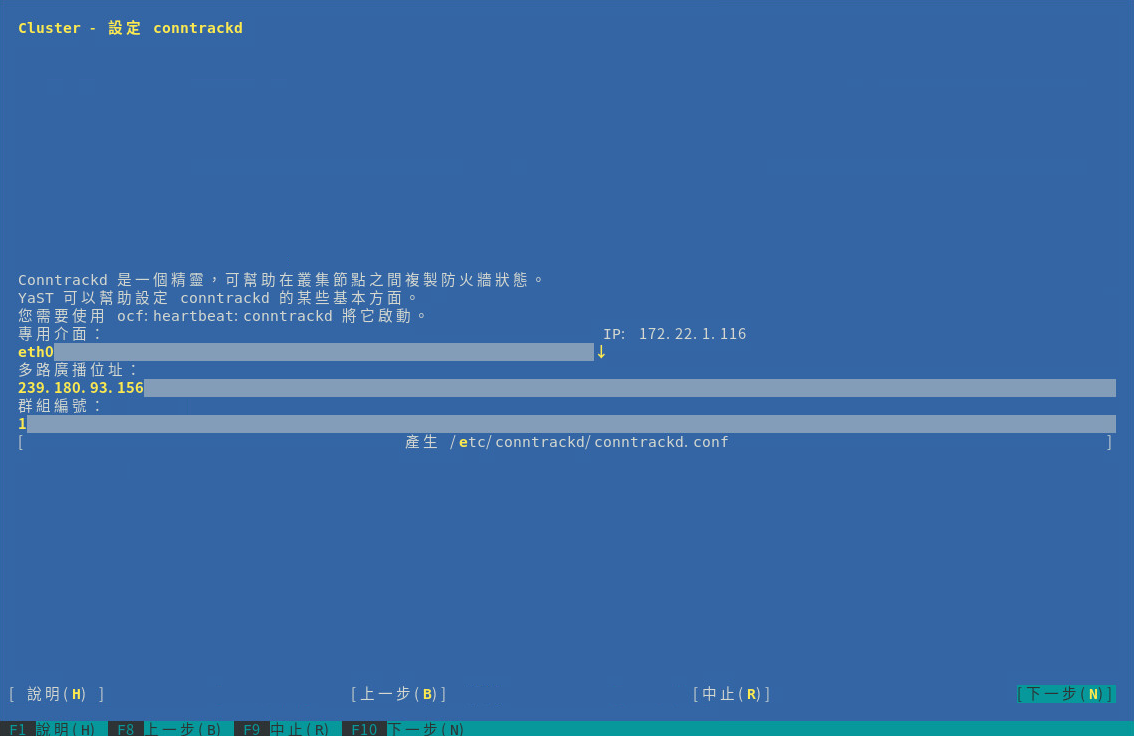 Cluster - 設定 conntrackd
Conntrackd 是一個精靈，可幫助在叢集節點之間複製防火牆狀態。
YaST 可以幫助設定 conntrackd 的某些基本方面。
您需要使用 ocf:heartbeat:conntrackd 將它啟動。
專用介面： IP: 172.22.1.116
eth0 ↓
多路廣播位址：
239.180.93.156
群組編號：
1
[ 產生 /etc/conntrackd/conntrackd.conf ]
[ 說明(H) ] [上一步(B)] [中止(R)] [下一步(N)]
F1 說明(H) F8 上一步(B) F9 中止(R) F10 下一步(N)